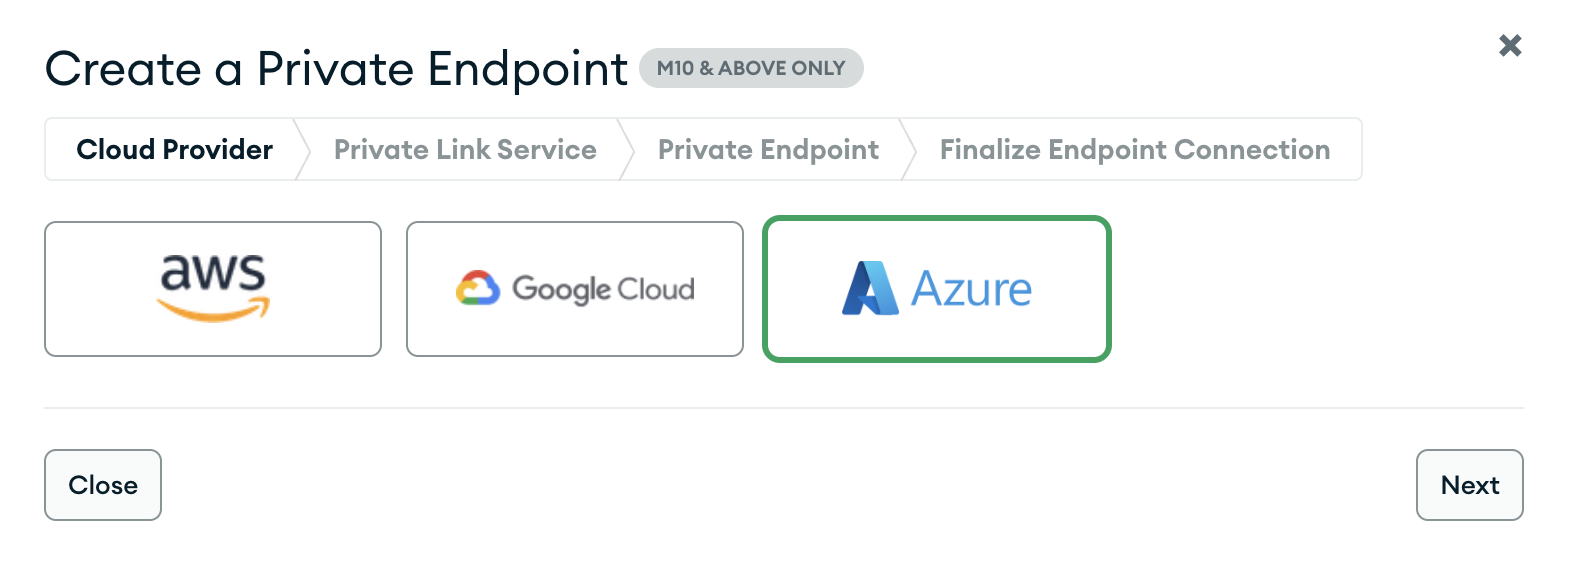 Create a Private Endpoint M10 & ABOVE ONLY
Cloud Provider Private Link Service Private Endpoint Finalize Endpoint Connection
aws Google Cloud Azure
Close Next